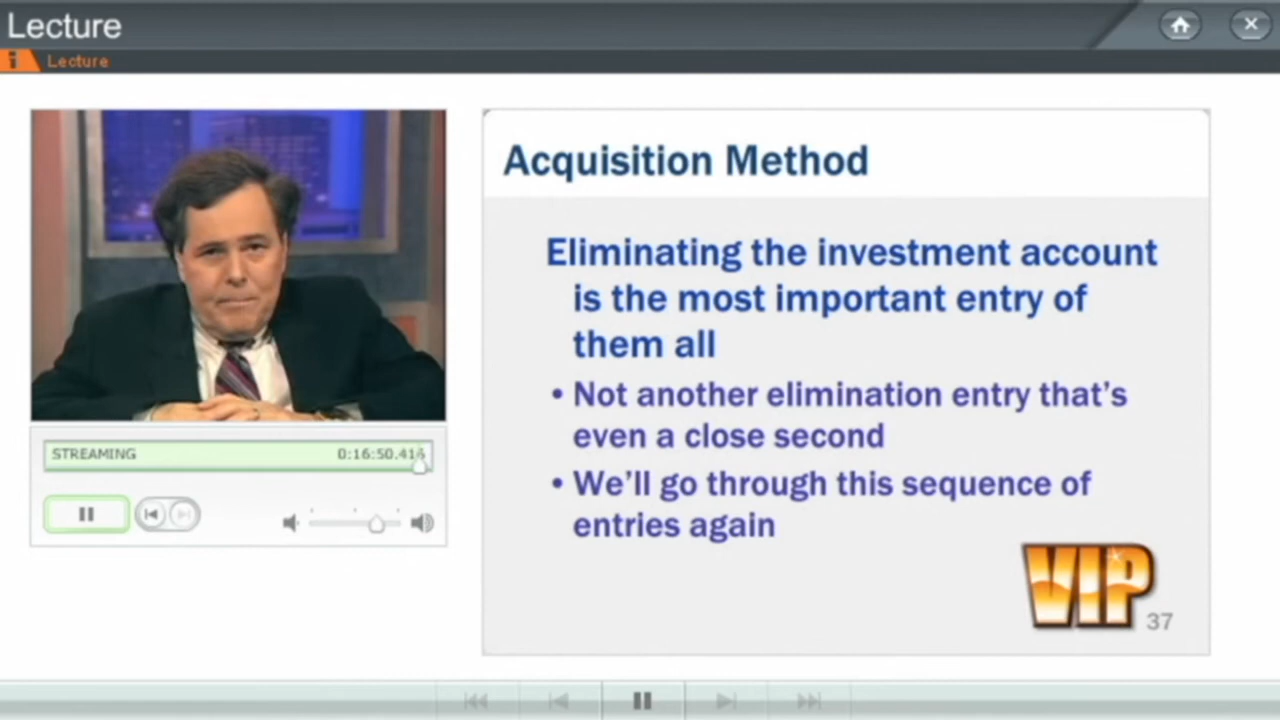 Lecture
i Lecture
STREAMING 0:16:50.416
Acquisition Method
Eliminating the investment account
is the most important entry of
them all
• Not another elimination entry that's
even a close second
• We'll go through this sequence of
entries again
VIP
37